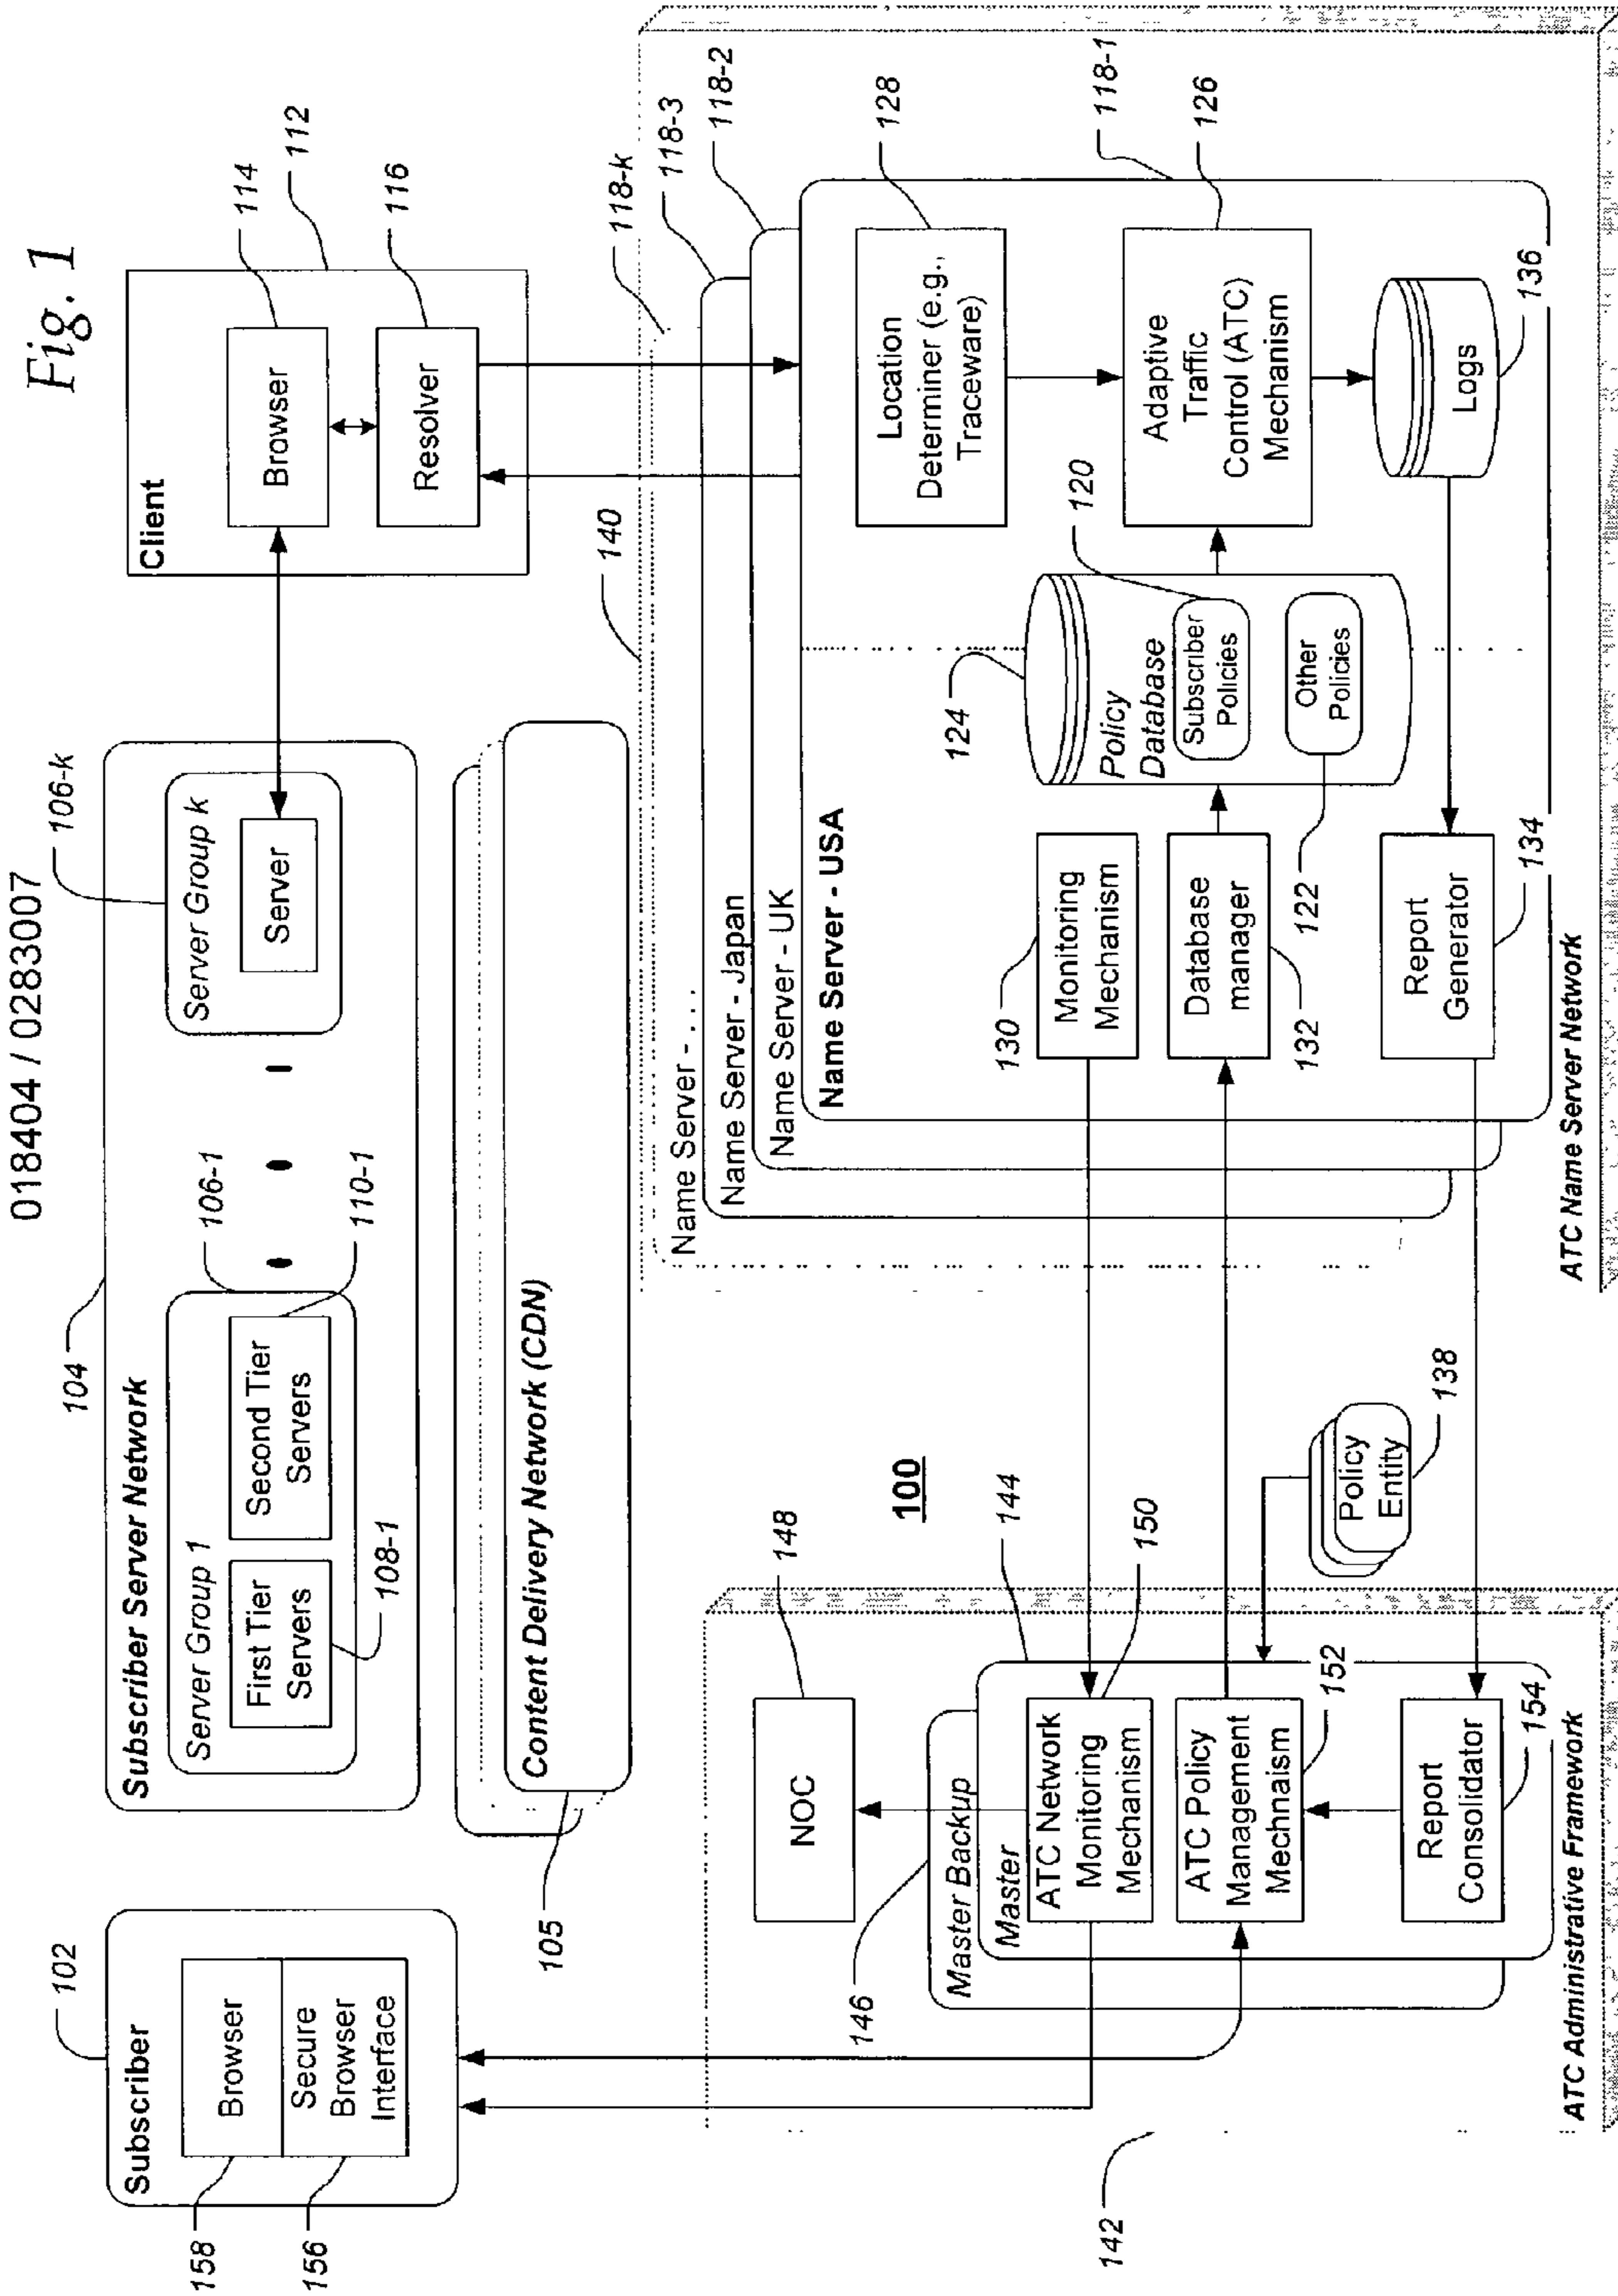 018404 / 0283007
Fig. 1
104
Subscriber Server Network
Server Group 1
First Tier
Servers
108-1
Second Tier
Servers
110-1
106-1
Server Group k
Server
106-k
Client
Browser
114
Resolver
116
112
102
Subscriber
Browser
Secure
Browser
Interface
158
156
Content Delivery Network (CDN)
105
140
118-k
118-3
118-2
Name Server - . . .
Name Server - Japan
Name Server - UK
Name Server - USA
118-1
Location
Determiner (e.g.,
Traceware)
128
Adaptive
Traffic
Control (ATC)
Mechanism
126
Logs
136
124
Policy
Database
120
Subscriber
Policies
Other
Policies
122
130
Monitoring
Mechanism
Database
manager
132
Report
Generator
134
ATC Name Server Network
100
144
146
Master Backup
Master
148
NOC
ATC Network
Monitoring
Mechanism
150
ATC Policy
Management
Mechnaism
152
Report
Consolidator
154
Policy
Entity
138
142
ATC Administrative Framework